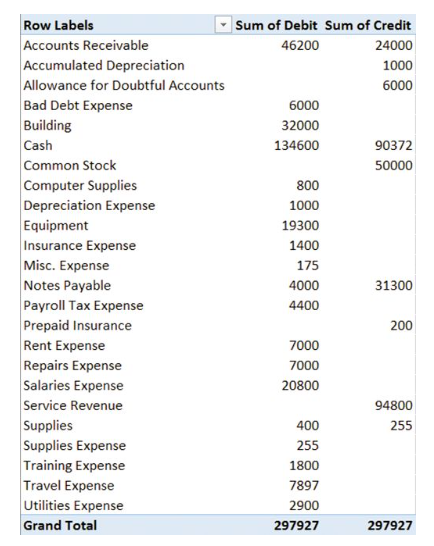 Row Labels Sum of Debit Sum of Credit
Accounts Receivable 46200 24000
Accumulated Depreciation 1000
Allowance for Doubtful Accounts 6000
Bad Debt Expense 6000
Building 32000
Cash 134600 90372
Common Stock 50000
Computer Supplies 800
Depreciation Expense 1000
Equipment 19300
Insurance Expense 1400
Misc. Expense 175
Notes Payable 4000 31300
Payroll Tax Expense 4400
Prepaid Insurance 200
Rent Expense 7000
Repairs Expense 7000
Salaries Expense 20800
Service Revenue 94800
Supplies 400 255
Supplies Expense 255
Training Expense 1800
Travel Expense 7897
Utilities Expense 2900
Grand Total 297927 297927